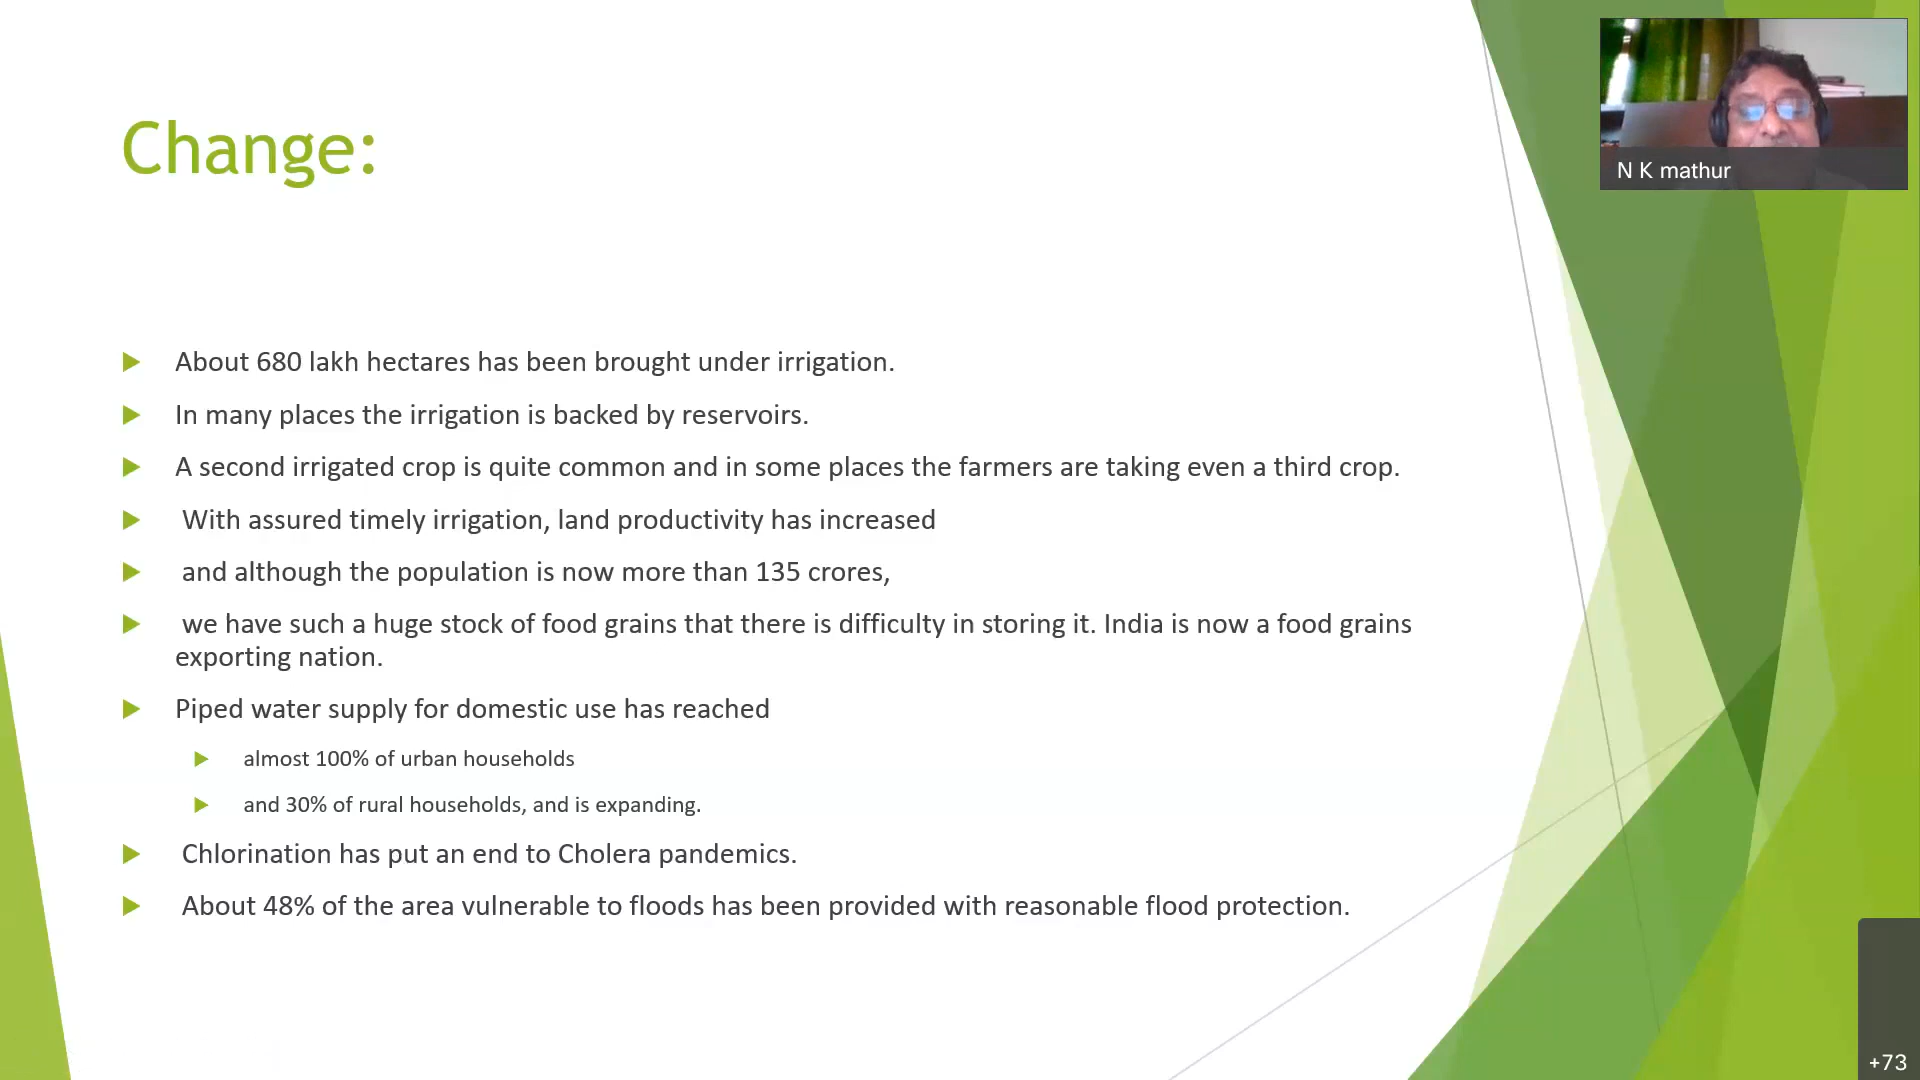 Change:
N K mathur
About 680 lakh hectares has been brought under irrigation.
In many places the irrigation is backed by reservoirs.
A second irrigated crop is quite common and in some places the farmers are taking even a third crop.
With assured timely irrigation, land productivity has increased
and although the population is now more than 135 crores,
we have such a huge stock of food grains that there is difficulty in storing it. India is now a food grains
exporting nation.
Piped water supply for domestic use has reached
almost 100% of urban households
and 30% of rural households, and is expanding.
Chlorination has put an end to Cholera pandemics.
About 48% of the area vulnerable to floods has been provided with reasonable flood protection.
+73